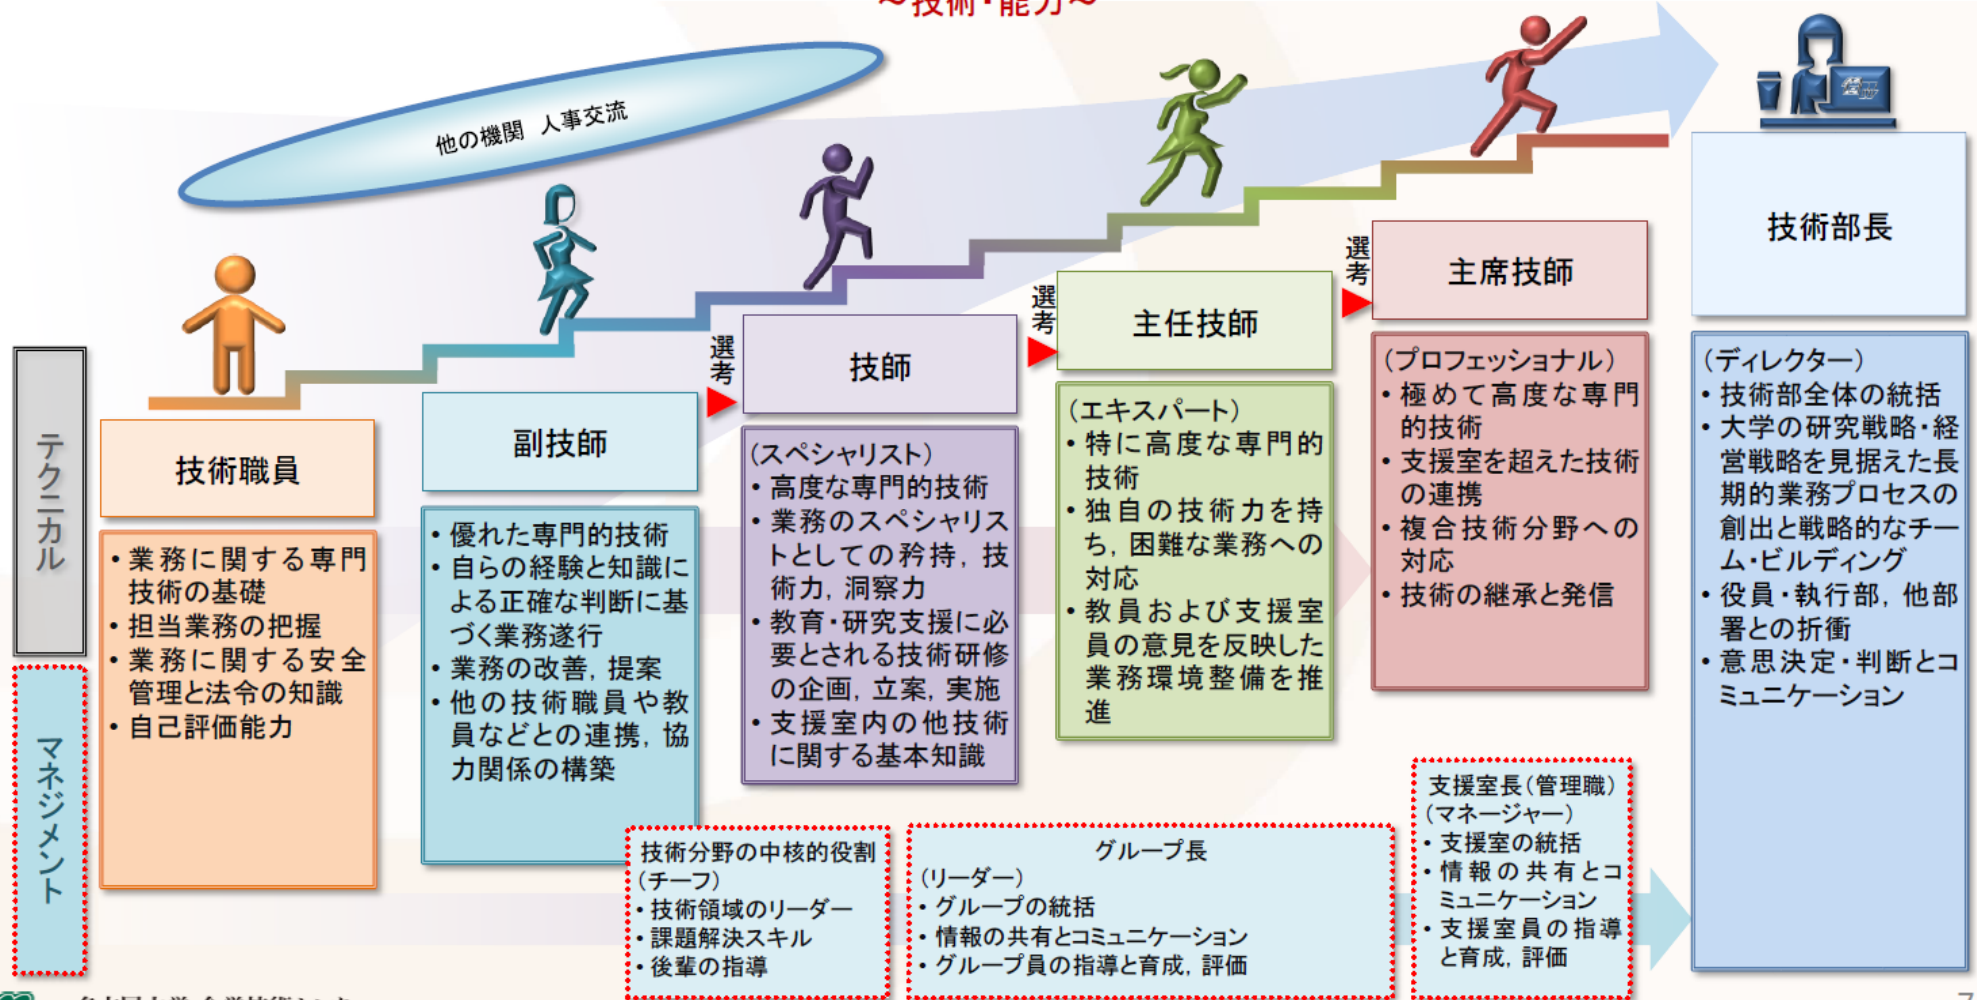 ～技術・能力～
他の機関　人事交流
テクニカル
マネジメント
技術職員
・業務に関する専門
技術の基礎
・担当業務の把握
・業務に関する安全
管理と法令の知識
・自己評価能力
副技師
・優れた専門的技術
・自らの経験と知識に
よる正確な判断に基
づく業務遂行
・業務の改善，提案
・他の技術職員や教
員などとの連携，協
力関係の構築
選考
技師
（スペシャリスト）
・高度な専門的技術
・業務のスペシャリス
トとしての矜持，技
術力，洞察力
・教育・研究支援に必
要とされる技術研修
の企画，立案，実施
・支援室内の他技術
に関する基本知識
選考
主任技師
（エキスパート）
・特に高度な専門的
技術
・独自の技術力を持
ち，困難な業務への
対応
・教員および支援室
員の意見を反映した
業務環境整備を推
進
選考
主席技師
（プロフェッショナル）
・極めて高度な専門
的技術
・支援室を超えた技術
の連携
・複合技術分野への
対応
・技術の継承と発信
技術部長
（ディレクター）
・技術部全体の統括
・大学の研究戦略・経
営戦略を見据えた長
期的業務プロセスの
創出と戦略的なチー
ム・ビルディング
・役員・執行部，他部
署との折衝
・意思決定・判断とコ
ミュニケーション
技術分野の中核的役割
（チーフ）
・技術領域のリーダー
・課題解決スキル
・後輩の指導
グループ長
（リーダー）
・グループの統括
・情報の共有とコミュニケーション
・グループ員の指導と育成，評価
支援室長（管理職）
（マネージャー）
・支援室の統括
・情報の共有とコ
ミュニケーション
・支援室員の指導
と育成，評価
7